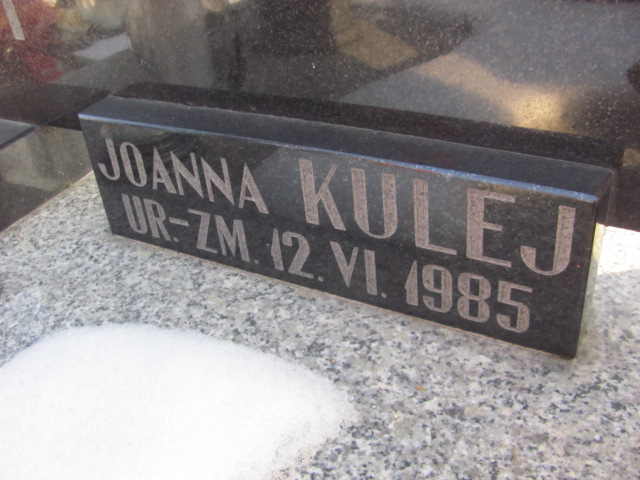 JOANNA KULEJ
UR.-ZM. 12. VI. 1985